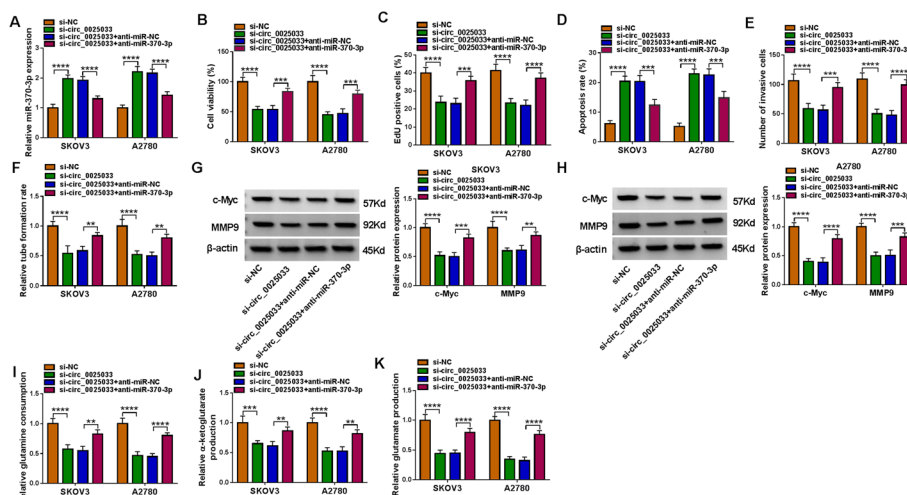 A
si-NC
si-circ_0025033
si-circ_0025033+anti-miR-NC
si-circ_0025033+anti-miR-370-3p
Relative miR-370-3p expression
**** **** **** ****
SKOV3 A2780
B
si-NC
si-circ_0025033
si-circ_0025033+anti-miR-NC
si-circ_0025033+anti-miR-370-3p
Cell viability (%)
**** *** **** ***
SKOV3 A2780
C
si-NC
si-circ_0025033
si-circ_0025033+anti-miR-NC
si-circ_0025033+anti-miR-370-3p
EdU positive cells (%)
**** *** **** ***
SKOV3 A2780
D
si-NC
si-circ_0025033
si-circ_0025033+anti-miR-NC
si-circ_0025033+anti-miR-370-3p
Apoptosis rate (%)
**** *** **** ***
SKOV3 A2780
E
si-NC
si-circ_0025033
si-circ_0025033+anti-miR-NC
si-circ_0025033+anti-miR-370-3p
Number of invasive cells
**** *** **** ****
SKOV3 A2780
F
si-NC
si-circ_0025033
si-circ_0025033+anti-miR-NC
si-circ_0025033+anti-miR-370-3p
Relative tube formation rate
**** ** **** **
SKOV3 A2780
G
c-Myc 57Kd
MMP9 92Kd
β-actin 45Kd
si-NC
si-circ_0025033
si-circ_0025033+anti-miR-NC
si-circ_0025033+anti-miR-370-3p
si-NC
si-circ_0025033
si-circ_0025033+anti-miR-NC
si-circ_0025033+anti-miR-370-3p
SKOV3
Relative protein expression
**** *** **** **
c-Myc MMP9
H
c-Myc 57Kd
MMP9 92Kd
β-actin 45Kd
si-NC
si-circ_0025033
si-circ_0025033+anti-miR-NC
si-circ_0025033+anti-miR-370-3p
si-NC
si-circ_0025033
si-circ_0025033+anti-miR-NC
si-circ_0025033+anti-miR-370-3p
A2780
Relative protein expression
**** **** **** ***
c-Myc MMP9
I
si-NC
si-circ_0025033
si-circ_0025033+anti-miR-NC
si-circ_0025033+anti-miR-370-3p
Relative glutamine consumption
**** ** **** ****
SKOV3 A2780
J
si-NC
si-circ_0025033
si-circ_0025033+anti-miR-NC
si-circ_0025033+anti-miR-370-3p
Relative α-ketoglutarate
production
*** ** **** **
SKOV3 A2780
K
si-NC
si-circ_0025033
si-circ_0025033+anti-miR-NC
si-circ_0025033+anti-miR-370-3p
Relative glutamate production
**** **** **** ****
SKOV3 A2780